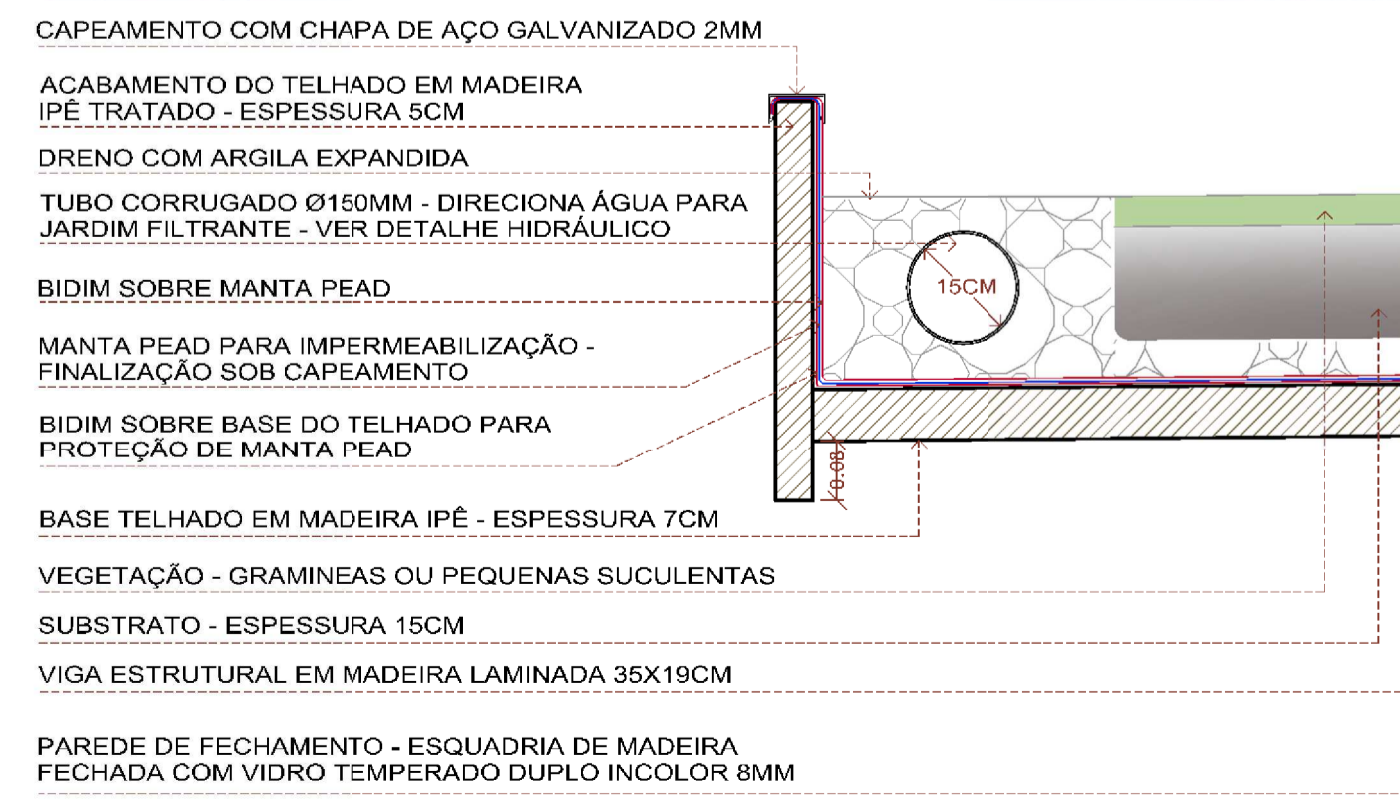 CAPEAMENTO COM CHAPA DE AÇO GALVANIZADO 2MM
ACABAMENTO DO TELHADO EM MADEIRA
IPÊ TRATADO - ESPESSURA 5CM
DRENO COM ARGILA EXPANDIDA
TUBO CORRUGADO Ø150MM - DIRECIONA ÁGUA PARA
JARDIM FILTRANTE - VER DETALHE HIDRÁULICO
15CM
BIDIM SOBRE MANTA PEAD
MANTA PEAD PARA IMPERMEABILIZAÇÃO -
FINALIZAÇÃO SOB CAPEAMENTO
BIDIM SOBRE BASE DO TELHADO PARA
PROTEÇÃO DE MANTA PEAD
0.08
BASE TELHADO EM MADEIRA IPÊ - ESPESSURA 7CM
VEGETAÇÃO - GRAMINEAS OU PEQUENAS SUCULENTAS
SUBSTRATO - ESPESSURA 15CM
VIGA ESTRUTURAL EM MADEIRA LAMINADA 35X19CM
PAREDE DE FECHAMENTO - ESQUADRIA DE MADEIRA
FECHADA COM VIDRO TEMPERADO DUPLO INCOLOR 8MM